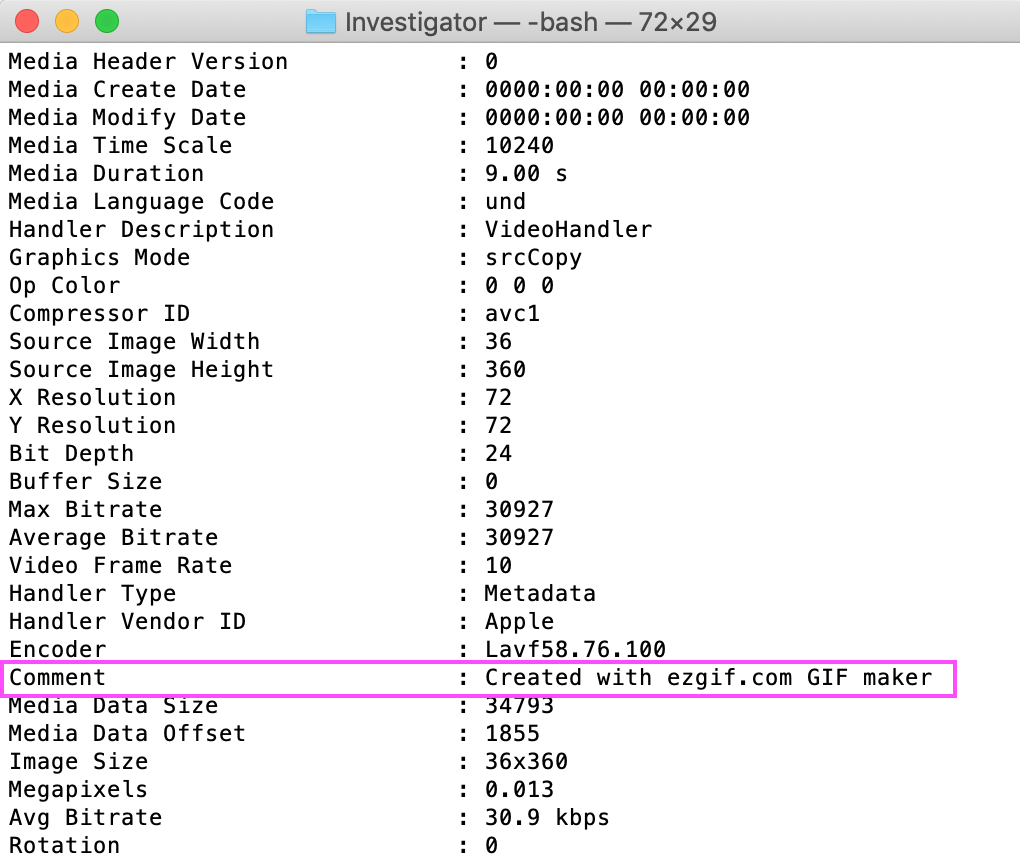 Investigator — -bash — 72×29
Media Header Version : 0
Media Create Date : 0000:00:00 00:00:00
Media Modify Date : 0000:00:00 00:00:00
Media Time Scale : 10240
Media Duration : 9.00 s
Media Language Code : und
Handler Description : VideoHandler
Graphics Mode : srcCopy
Op Color : 0 0 0
Compressor ID : avc1
Source Image Width : 36
Source Image Height : 360
X Resolution : 72
Y Resolution : 72
Bit Depth : 24
Buffer Size : 0
Max Bitrate : 30927
Average Bitrate : 30927
Video Frame Rate : 10
Handler Type : Metadata
Handler Vendor ID : Apple
Encoder : Lavf58.76.100
Comment : Created with ezgif.com GIF maker
Media Data Size : 34793
Media Data Offset : 1855
Image Size : 36x360
Megapixels : 0.013
Avg Bitrate : 30.9 kbps
Rotation : 0